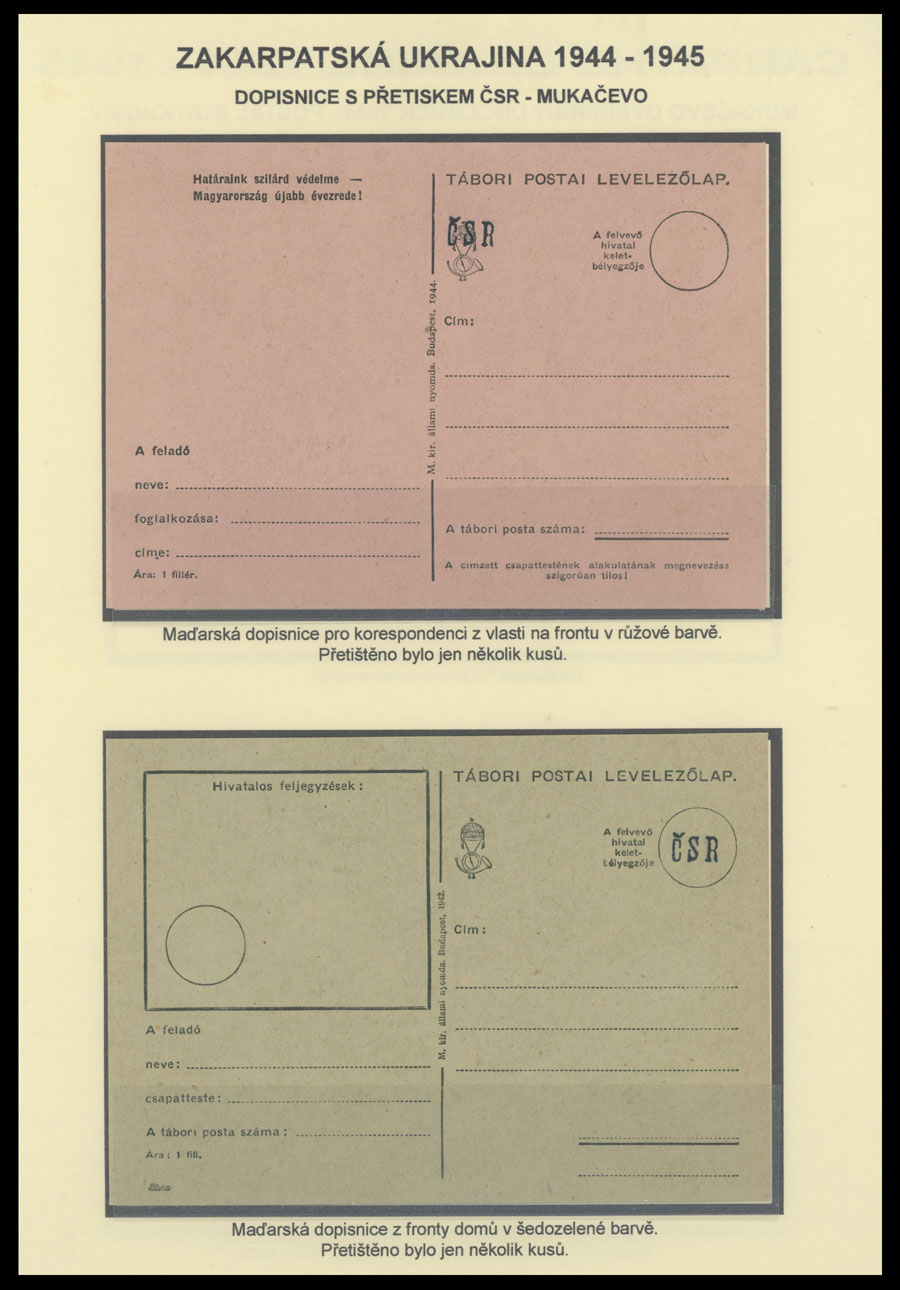 ZAKARPATSKÁ UKRAJINA 1944 - 1945
DOPISNICE S PŘETISKEM ČSR - MUKAČEVO
Határaink szilárd védelme —
Magyarország újabb évezrede!
TÁBORI POSTAI LEVELEZŐLAP.
ČSR
A felvevő
hivatal
kelet-
bélyegzője
M. kir. állami nyomda. Budapest, 1944.
Cím:
A feladó
neve:
foglalkozása:
címe:
Ára: 1 fillér.
A tábori posta száma:
A címzett csapattestének alakulatának megnevezése
szigorúan tilos!
Maďarská dopisnice pro korespondenci z vlasti na frontu v růžové barvě.
Přetištěno bylo jen několik kusů.
Hivatalos feljegyzések:
TÁBORI POSTAI LEVELEZŐLAP.
A felvevő
hivatal
kelet-
bélyegzője
ČSR
M. kir. állami nyomda. Budapest, 1942.
Cím:
A feladó
neve:
csapatteste:
A tábori posta száma:
Ára: 1 fill.
Maďarská dopisnice z fronty domů v šedozelené barvě.
Přetištěno bylo jen několik kusů.